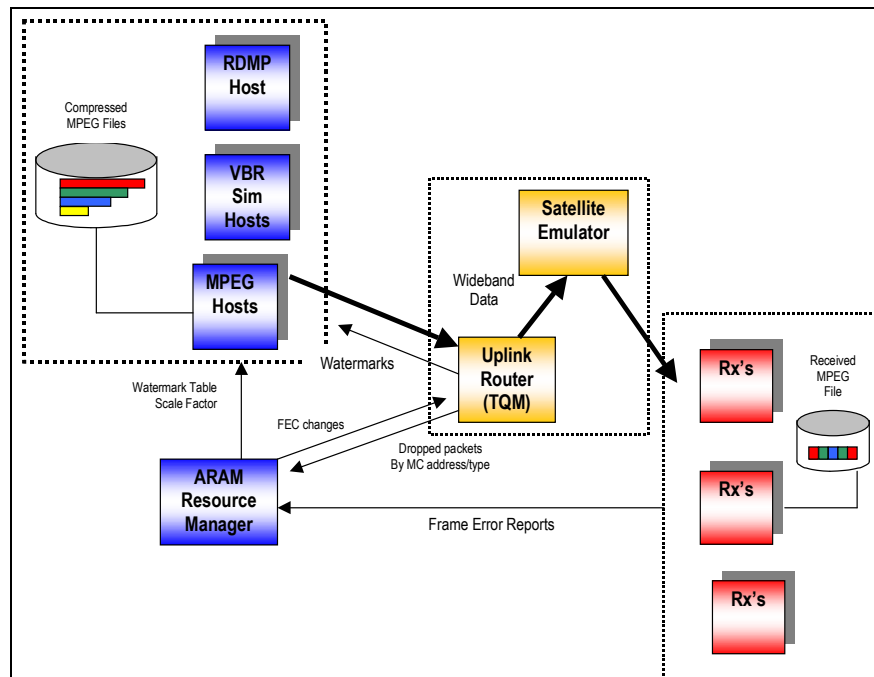 RDMP
Host
Compressed
MPEG Files
VBR
Sim
Hosts
MPEG
Hosts
Satellite
Emulator
Wideband
Data
Uplink
Router
(TQM)
Watermarks
Watermark Table
Scale Factor
FEC changes
Dropped packets
By MC address/type
ARAM
Resource
Manager
Frame Error Reports
Rx's
Received
MPEG
File
Rx's
Rx's